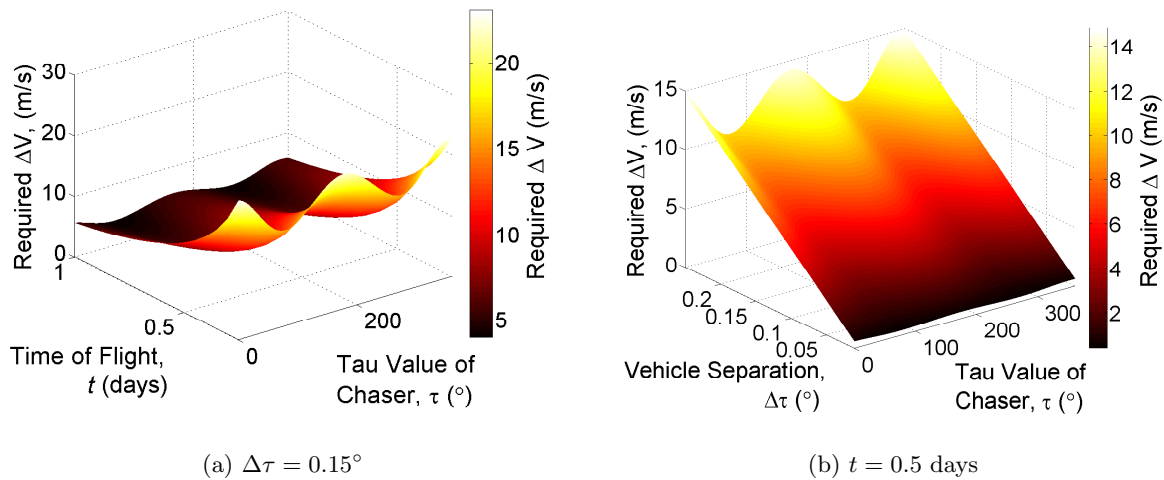 30
20
10
0
Required ΔV, (m/s)
1
0.5
0
200
Time of Flight,
t (days)
Tau Value of
Chaser, τ (°)
20
15
10
5
Required Δ V (m/s)
(a) Δτ = 0.15°
15
10
5
0
Required ΔV, (m/s)
0.2
0.15
0.1
0.05
0
100
200
300
Vehicle Separation,
Δτ (°)
Tau Value of
Chaser, τ (°)
14
12
10
8
6
4
2
Required Δ V (m/s)
(b) t = 0.5 days